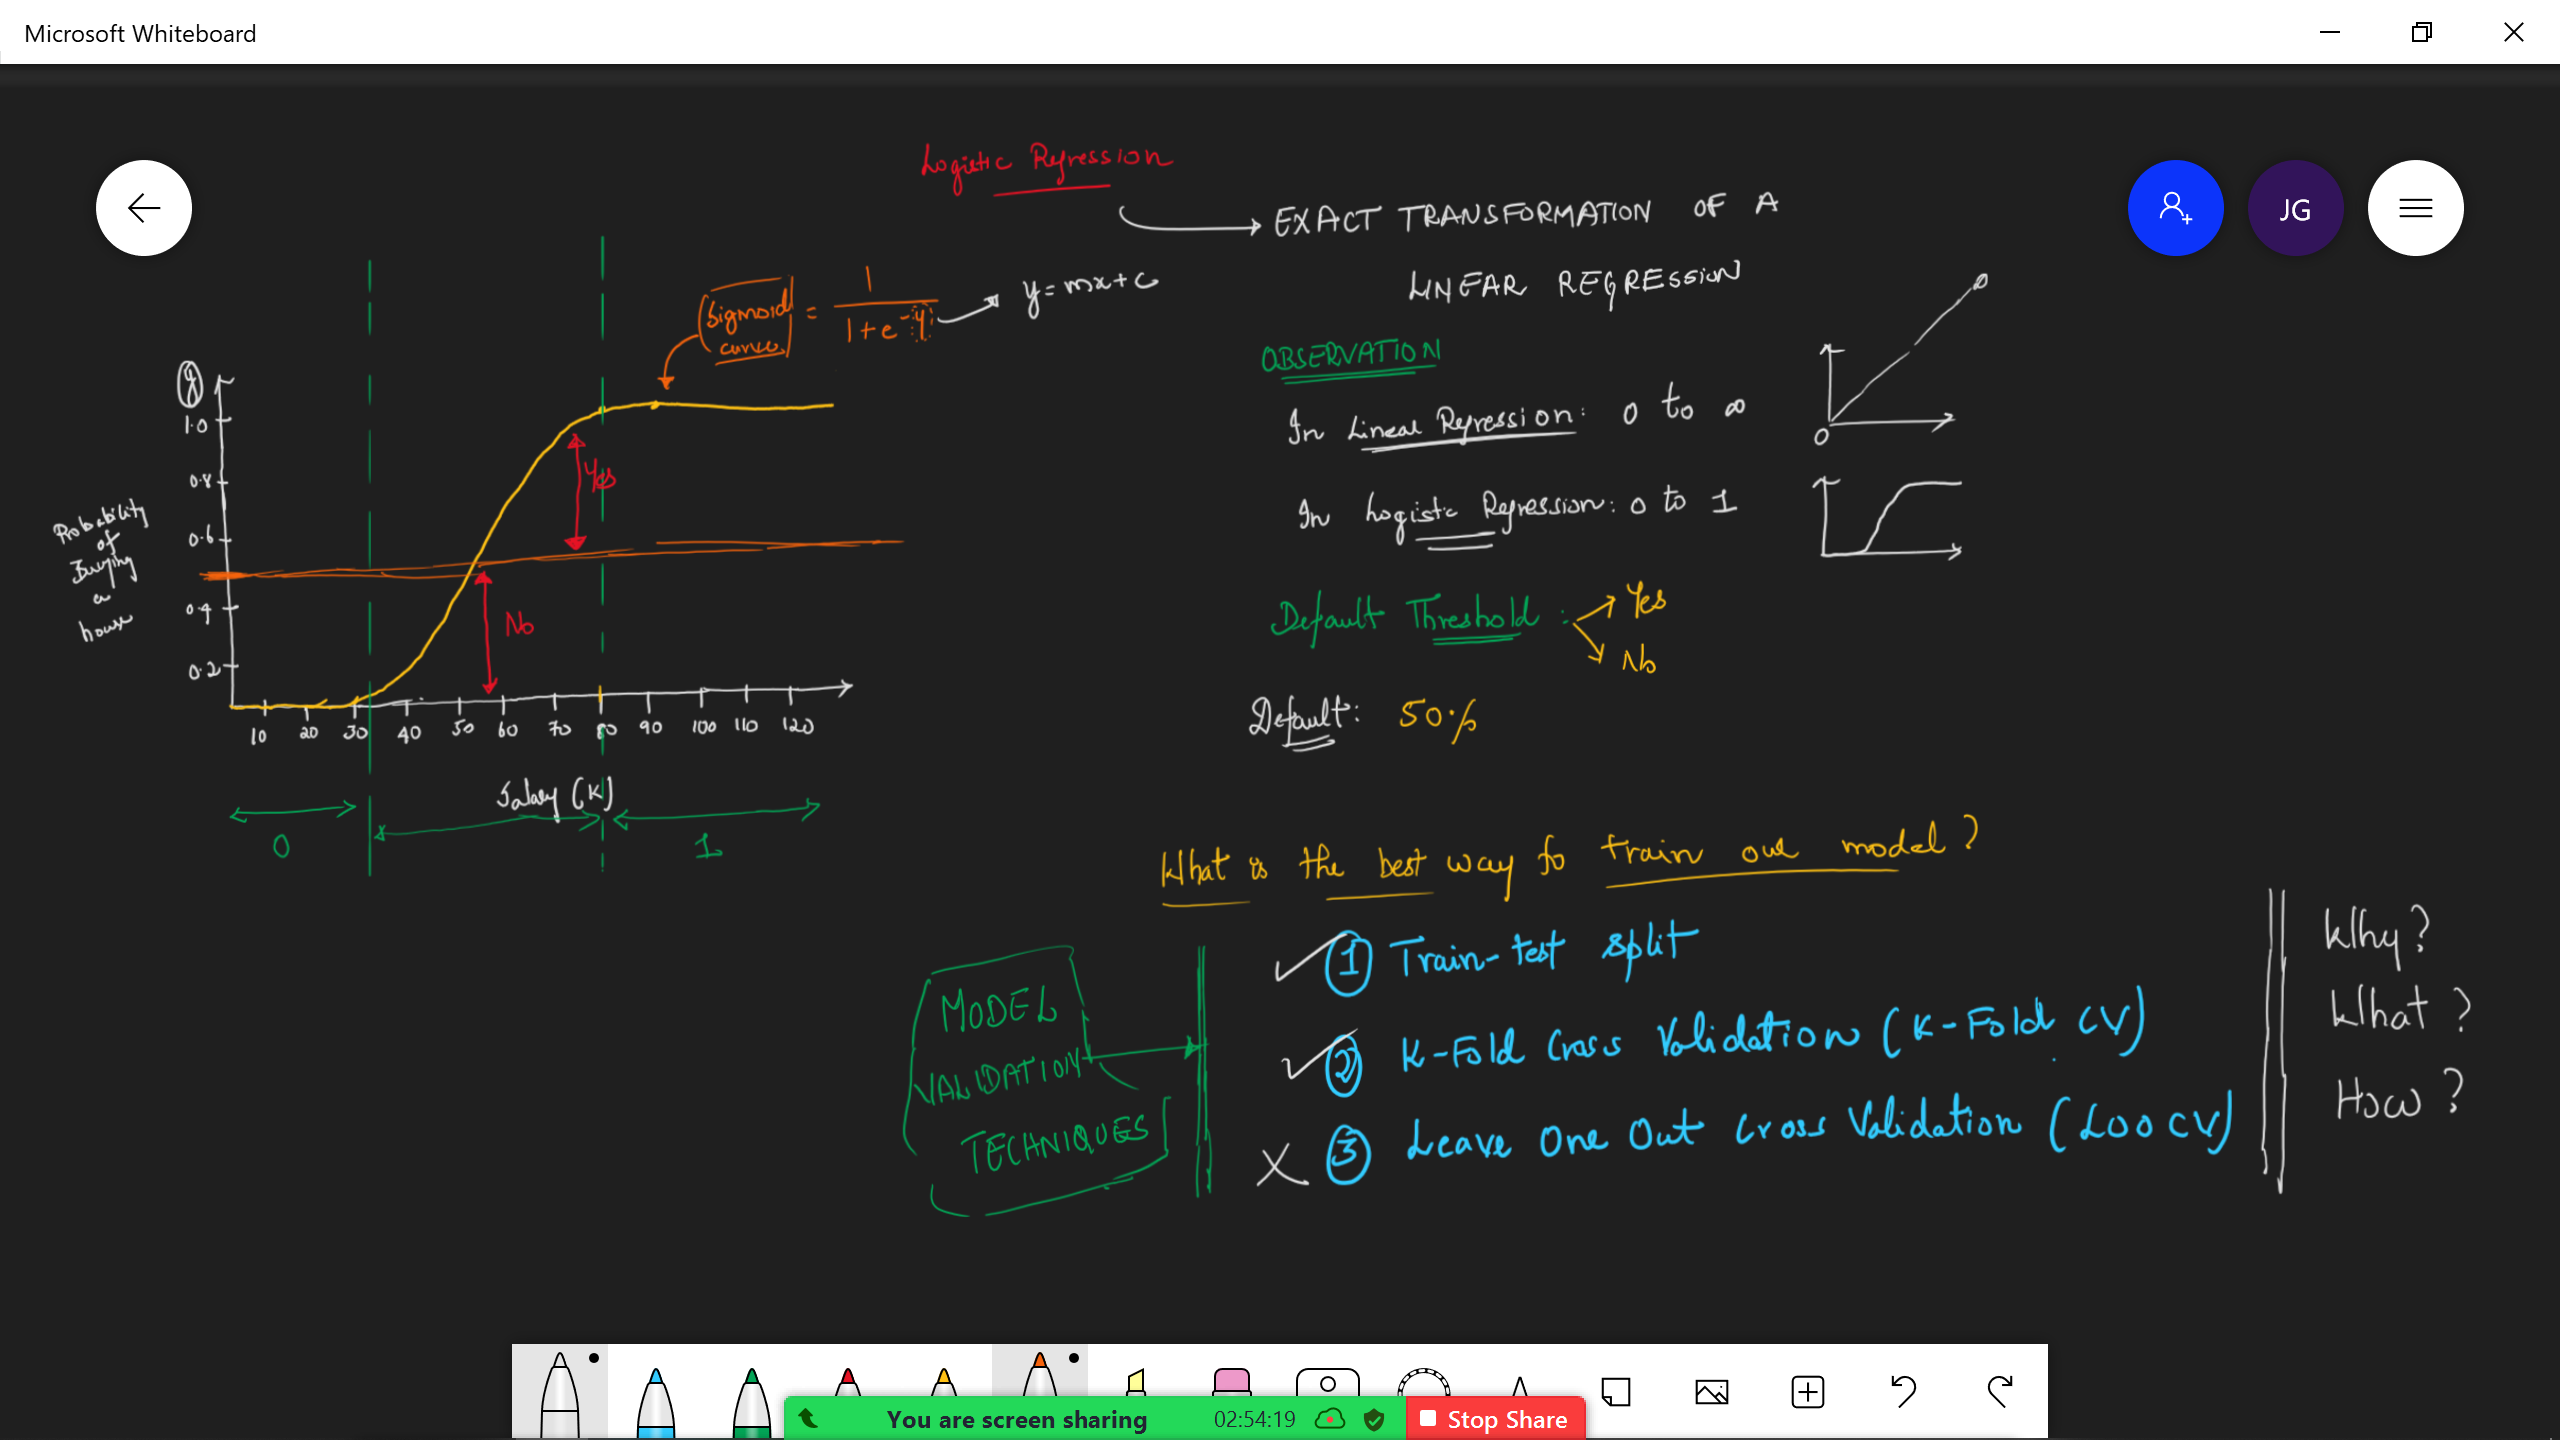 Microsoft Whiteboard
JG
Logistic Regression
EXACT TRANSFORMATION OF A
LINEAR REGRESSION
Sigmoid curve = 1 / 1 + e^-y
y = mx + c
y
1.0
0.8
0.6
0.4
0.2
Probability
of
Buying
a
house
Yes
No
10 20 30 40 50 60 70 80 90 100 110 120
Salary (K)
0
1
OBSERVATION
In Linear Regression: 0 to ∞
0
In Logistic Regression: 0 to 1
Default Threshold :
Yes
No
Default: 50%
What is the best way to train our model?
MODEL
VALIDATION
TECHNIQUES
1 Train-test split
2 K-Fold Cross Validation (K-Fold CV)
3 Leave One Out Cross Validation (LOOCV)
Why?
What?
How?
You are screen sharing
02:54:19
Stop Share